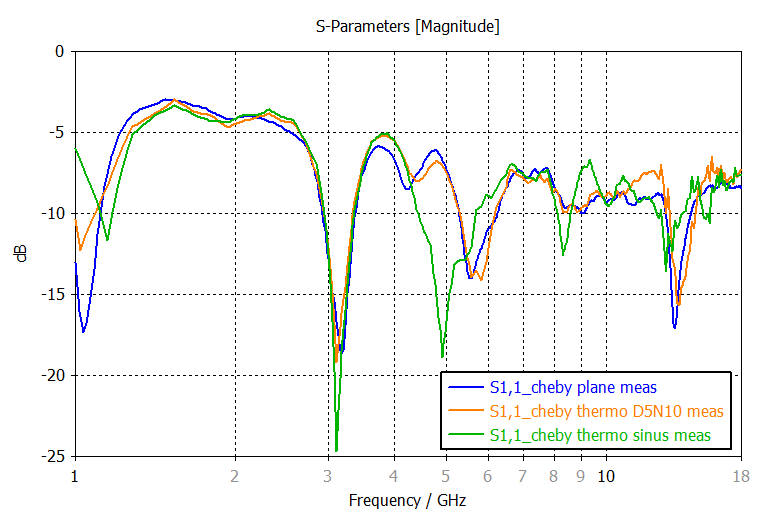 S-Parameters [Magnitude]
0
-5
-10
-15
-20
-25
dB
S1,1_cheby plane meas
S1,1_cheby thermo D5N10 meas
S1,1_cheby thermo sinus meas
1 2 3 4 5 6 7 8 9 10 18
Frequency / GHz